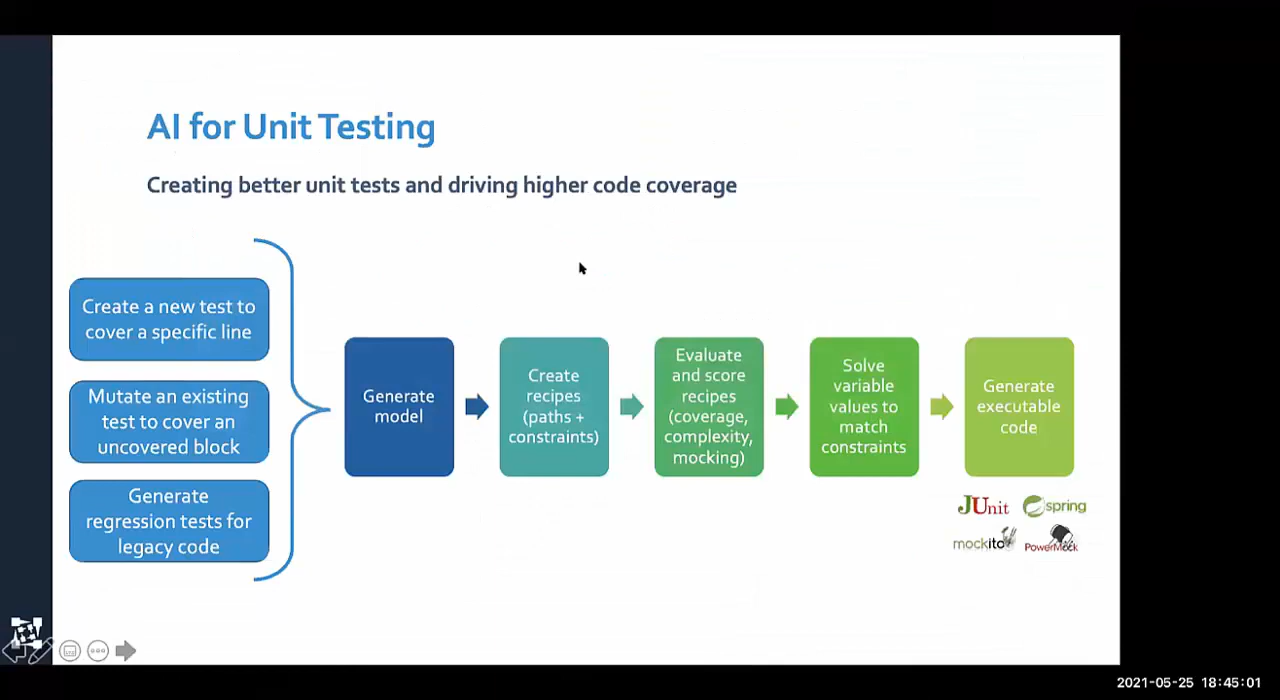 AI for Unit Testing
Creating better unit tests and driving higher code coverage
Create a new test to
cover a specific line
Mutate an existing
test to cover an
uncovered block
Generate
regression tests for
legacy code
Generate
model
Create
recipes
(paths +
constraints)
Evaluate
and score
recipes
(coverage,
complexity,
mocking)
Solve
variable
values to
match
constraints
Generate
executable
code
JUnit
spring
mockito
PowerMock
2021-05-25 18:45:01